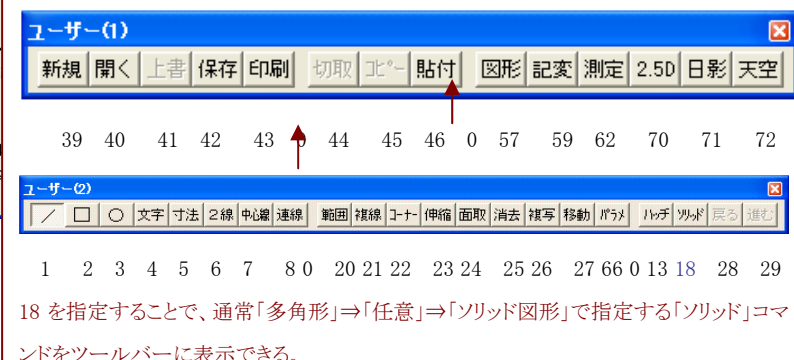 ユーザー(1)
新規 開く 上書 保存 印刷 切取 コピー 貼付 図形 記変 測定 2.5D 日影 天空
39 40 41 42 43 0 44 45 46 0 57 59 62 70 71 72
ユーザー(2)
／ □ ○ 文字 寸法 2線 中心線 連線 範囲 複線 コーナー 伸縮 面取 消去 複写 移動 パラメ ハッチ ソリッド 戻る 進む
1 2 3 4 5 6 7 8 0 20 21 22 23 24 25 26 27 66 0 13 18 28 29
18 を指定することで、通常「多角形」⇒「任意」⇒「ソリッド図形」で指定する「ソリッド」コマ
ンドをツールバーに表示できる。